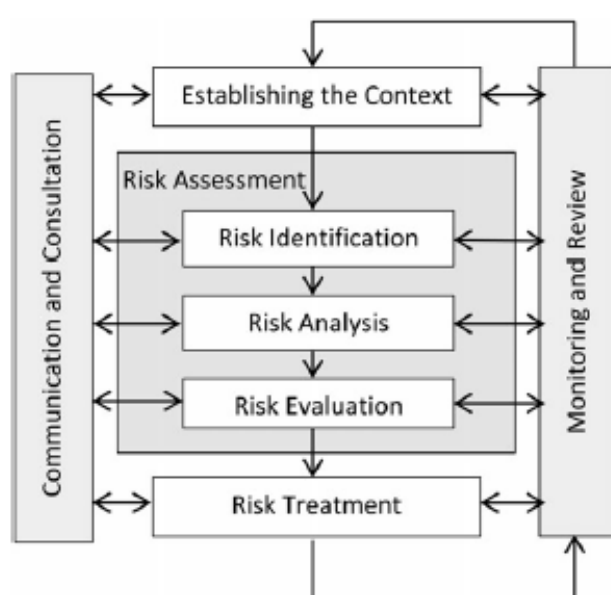 Establishing the Context
Risk Assessment
Risk Identification
Risk Analysis
Risk Evaluation
Risk Treatment
Communication and Consultation
Monitoring and Review